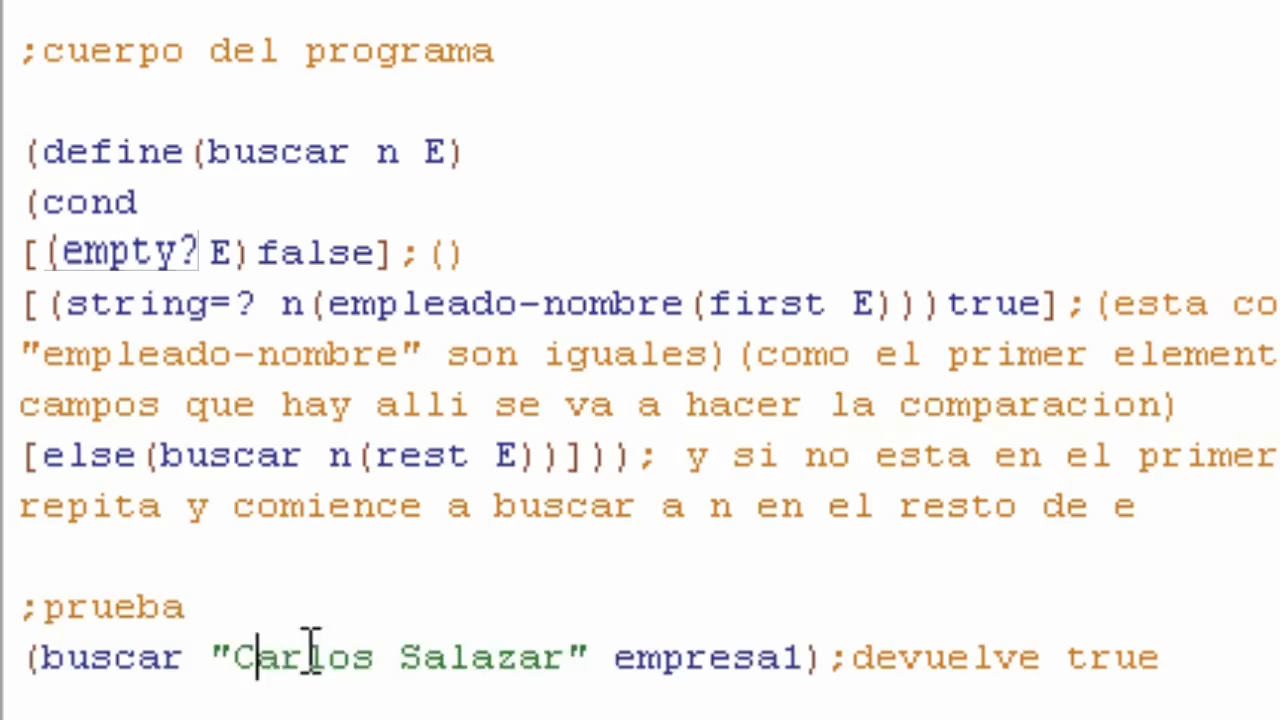 ;cuerpo del programa
(define(buscar n E)
(cond
[(empty? E)false];()
[(string=? n(empleado-nombre(first E)))true];(esta co
"empleado-nombre" son iguales)(como el primer element
campos que hay alli se va a hacer la comparacion)
[else(buscar n(rest E))])); y si no esta en el primer
repita y comience a buscar a n en el resto de e
;prueba
(buscar "Carlos Salazar" empresa1);devuelve true